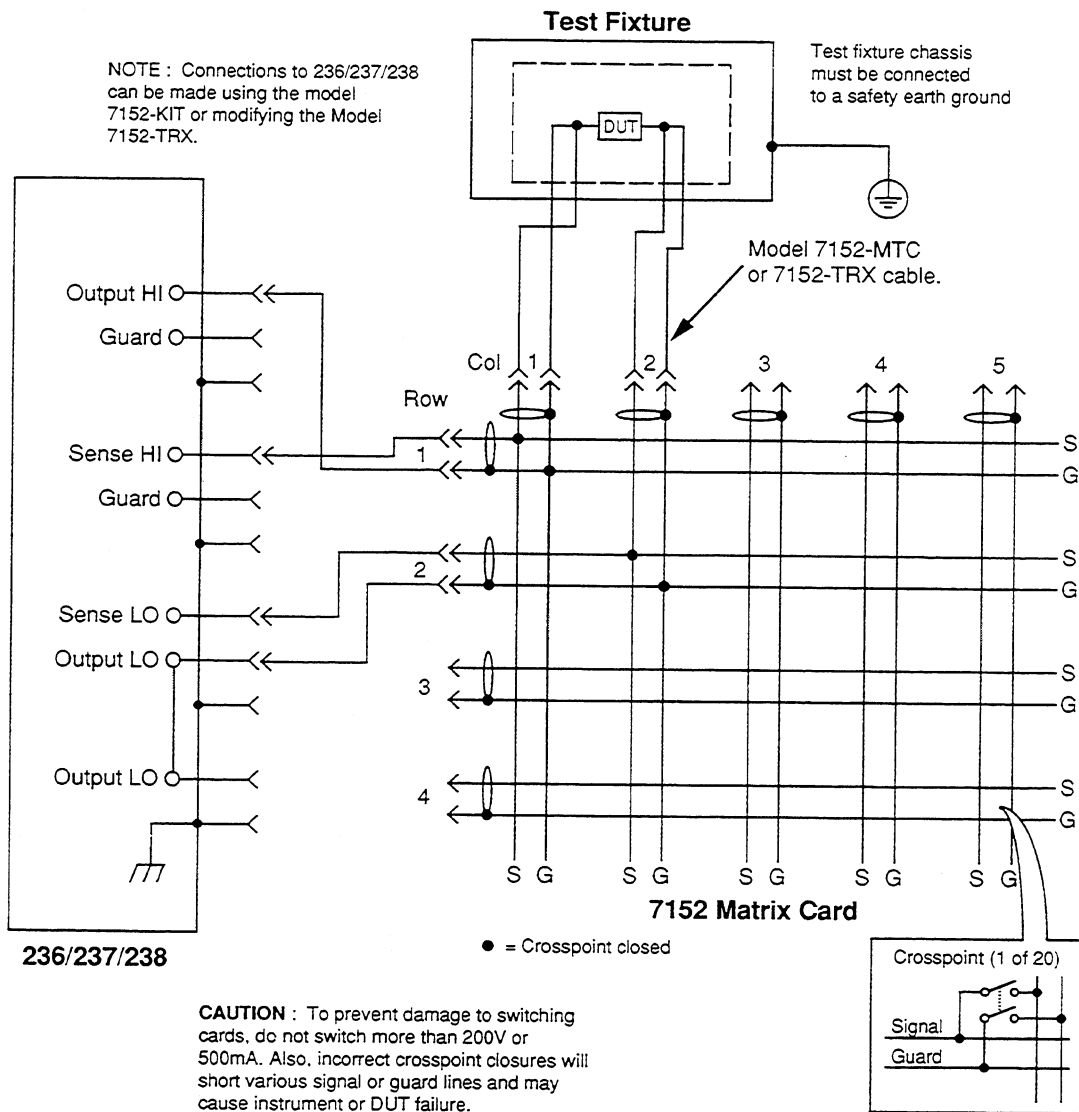 Test Fixture
NOTE : Connections to 236/237/238
can be made using the model
7152-KIT or modifying the Model
7152-TRX.
Test fixture chassis
must be connected
to a safety earth ground
DUT
Model 7152-MTC
or 7152-TRX cable.
Output HI
Guard
Sense HI
Guard
Sense LO
Output LO
Output LO
236/237/238
Col 1 2 3 4 5
Row
1
S
G
2
S
G
3
S
G
4
S
G
S G S G S G S G S G
7152 Matrix Card
= Crosspoint closed
Crosspoint (1 of 20)
Signal
Guard
CAUTION : To prevent damage to switching
cards, do not switch more than 200V or
500mA. Also, incorrect crosspoint closures will
short various signal or guard lines and may
cause instrument or DUT failure.